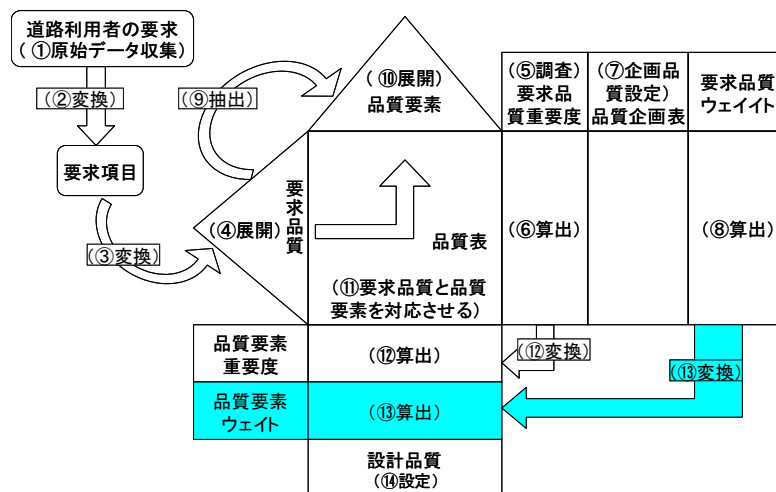 道路利用者の要求
( ①原始データ収集)
(②変換)
要求項目
(③変換)
(④展開)
要求品質
(⑨抽出)
(⑩展開)
品質要素
(⑤調査)
要求品
質重要度
(⑦企画品
質設定)
品質企画表
要求品質
ウェイイト
品質表
(⑪要求品質と品質
要素を対応させる)
(⑥算出)
(⑧算出)
品質要素
重要度
(⑫算出)
(⑫変換)
(⑬変換)
品質要素
ウェイト
(⑬算出)
設計品質
(⑭設定)